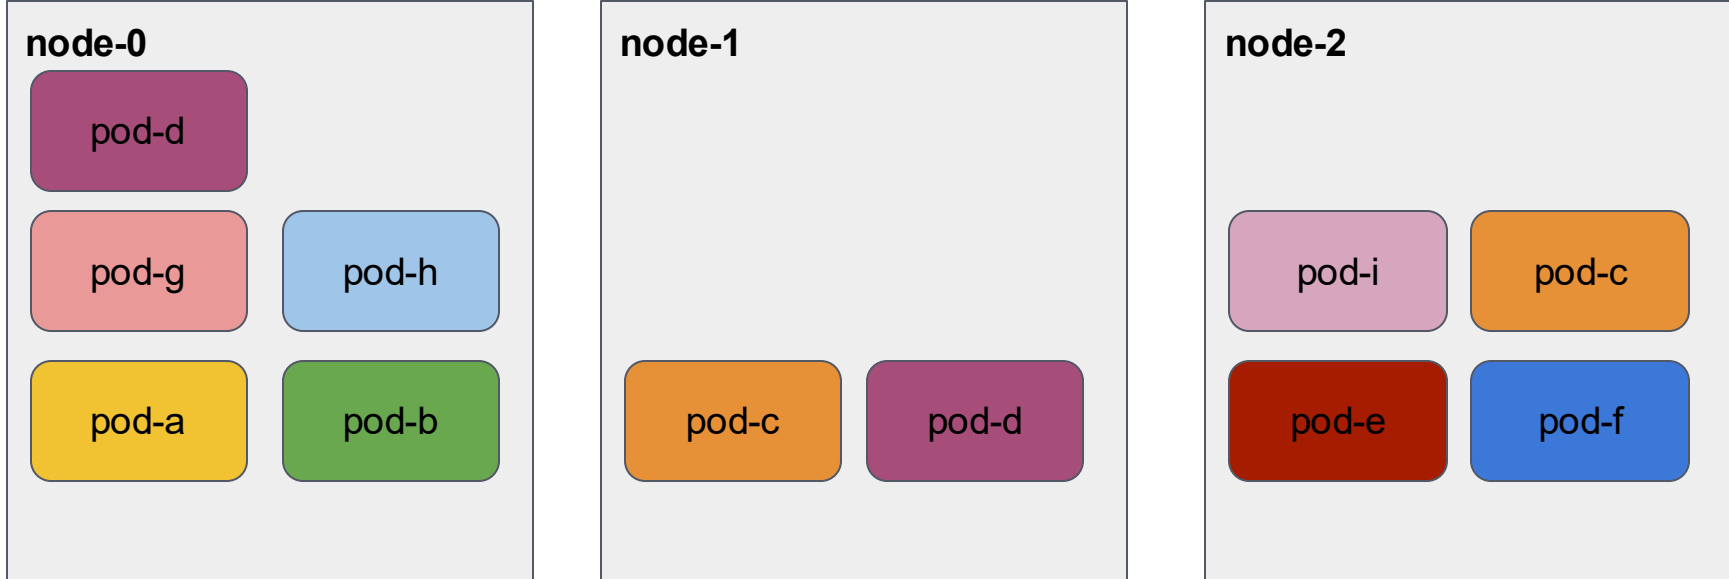 node-0
pod-d
pod-g
pod-h
pod-a
pod-b
node-1
pod-c
pod-d
node-2
pod-i
pod-c
pod-e
pod-f